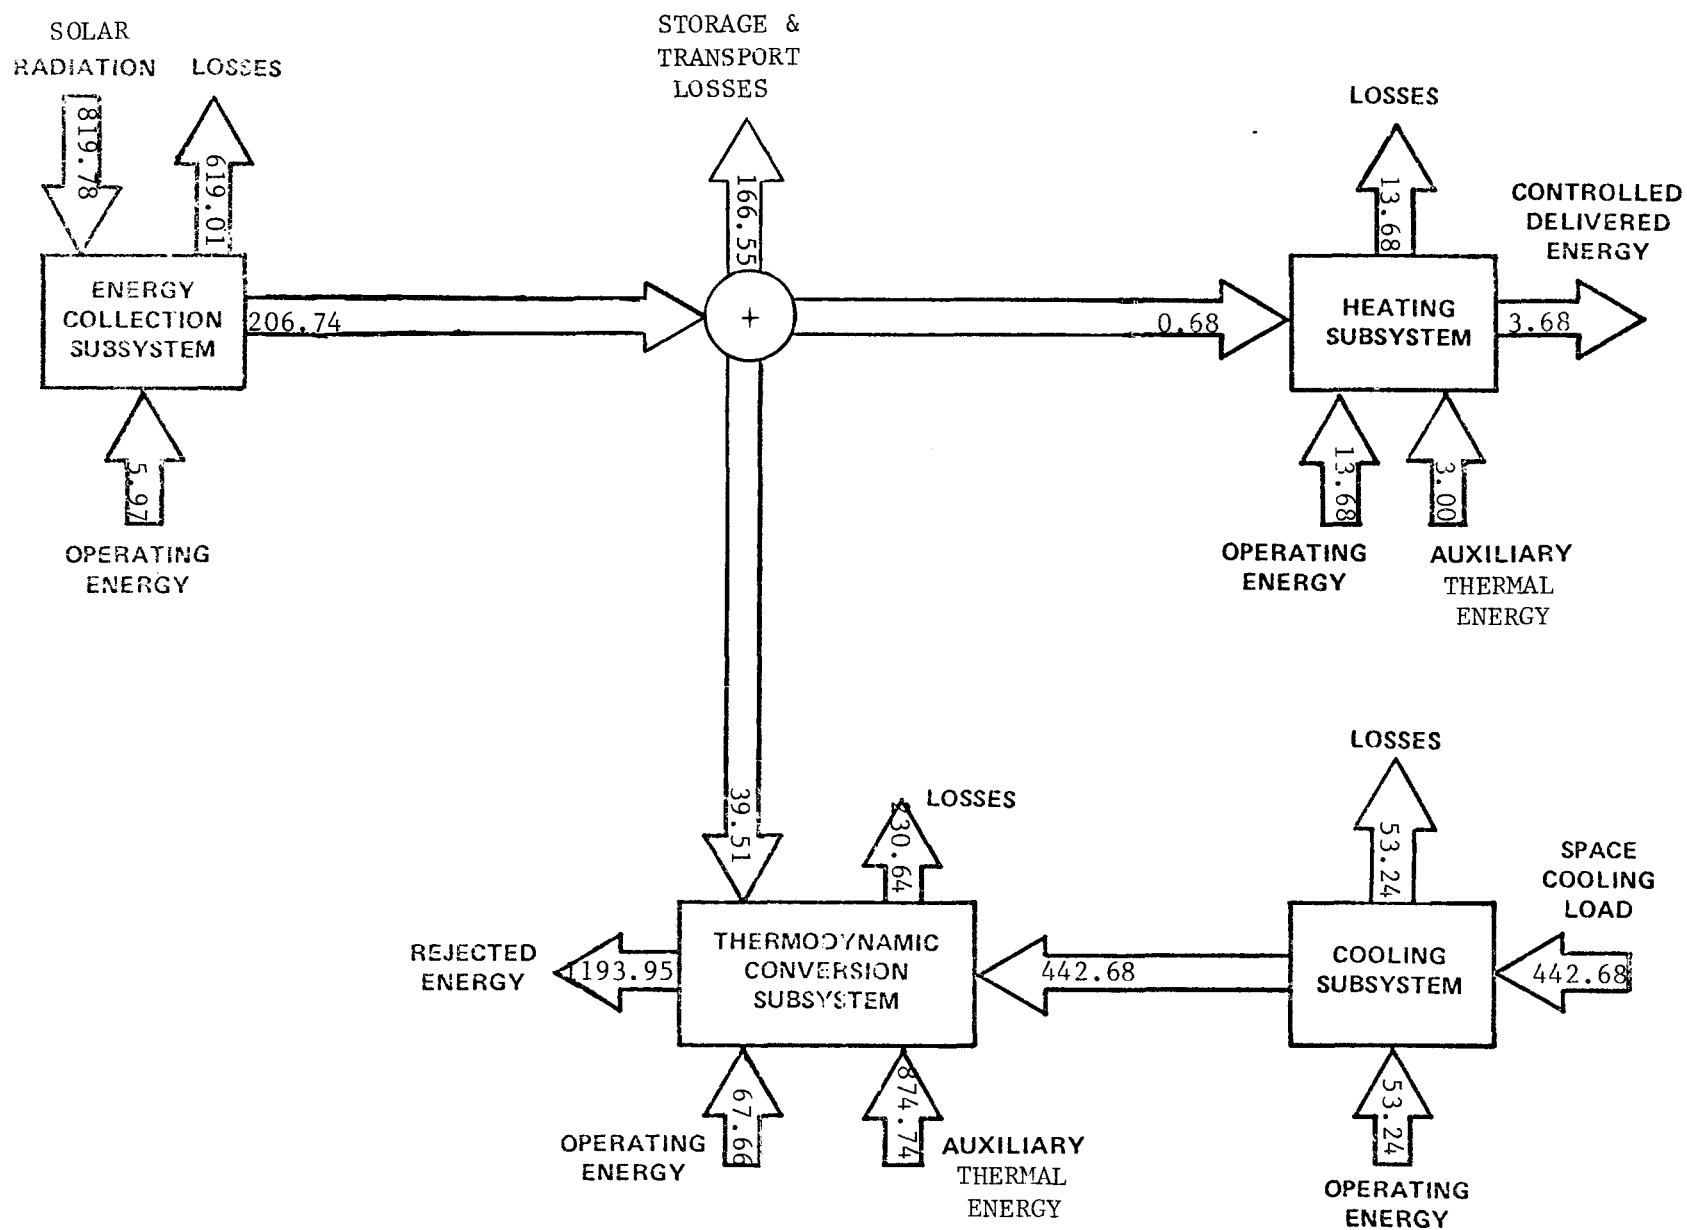 SOLAR
RADIATION
LOSSES
819.78
619.01
STORAGE &
TRANSPORT
LOSSES
166.55
LOSSES
13.68
CONTROLLED
DELIVERED
ENERGY
ENERGY
COLLECTION
SUBSYSTEM
206.74
+
0.68
HEATING
SUBSYSTEM
3.68
5.97
OPERATING
ENERGY
13.68
OPERATING
ENERGY
3.00
AUXILIARY
THERMAL
ENERGY
39.51
230.64
LOSSES
LOSSES
53.24
SPACE
COOLING
LOAD
REJECTED
ENERGY
1193.95
THERMODYNAMIC
CONVERSION
SUBSYSTEM
442.68
COOLING
SUBSYSTEM
442.68
67.66
OPERATING
ENERGY
874.74
AUXILIARY
THERMAL
ENERGY
53.24
OPERATING
ENERGY